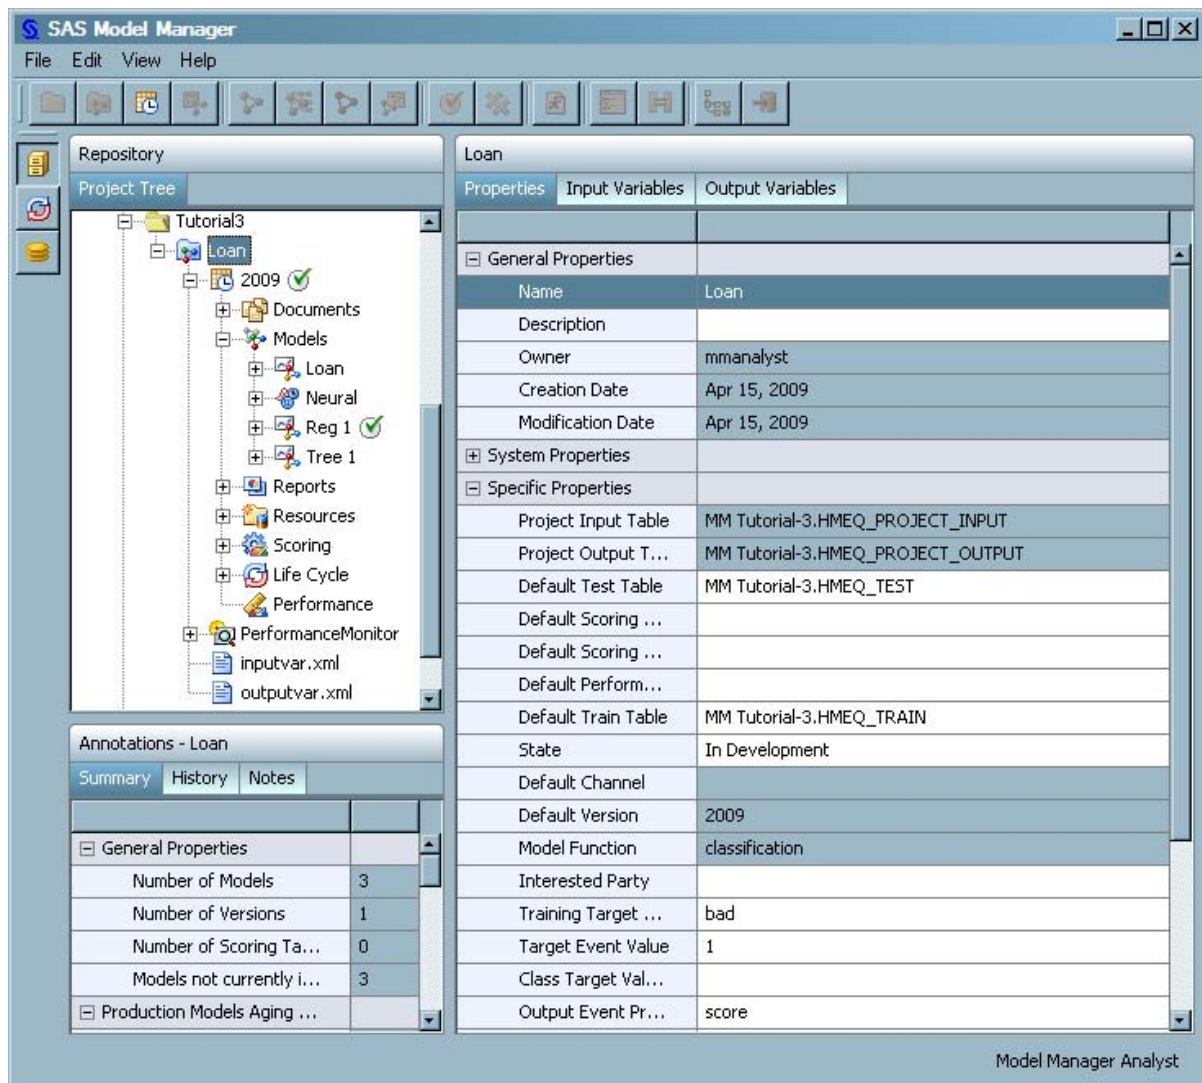 SAS Model Manager
File Edit View Help
Repository
Project Tree
Tutorial3
Loan
2009
Documents
Models
Loan
Neural
Reg 1
Tree 1
Reports
Resources
Scoring
Life Cycle
Performance
PerformanceMonitor
inputvar.xml
outputvar.xml
Annotations - Loan
Summary History Notes
General Properties
Number of Models 3
Number of Versions 1
Number of Scoring Ta... 0
Models not currently i... 3
Production Models Aging ...
Loan
Properties Input Variables Output Variables
General Properties
Name Loan
Description
Owner mmanalyst
Creation Date Apr 15, 2009
Modification Date Apr 15, 2009
System Properties
Specific Properties
Project Input Table MM Tutorial-3.HMEQ_PROJECT_INPUT
Project Output T... MM Tutorial-3.HMEQ_PROJECT_OUTPUT
Default Test Table MM Tutorial-3.HMEQ_TEST
Default Scoring ...
Default Scoring ...
Default Perform...
Default Train Table MM Tutorial-3.HMEQ_TRAIN
State In Development
Default Channel
Default Version 2009
Model Function classification
Interested Party
Training Target ... bad
Target Event Value 1
Class Target Val...
Output Event Pr... score
Model Manager Analyst